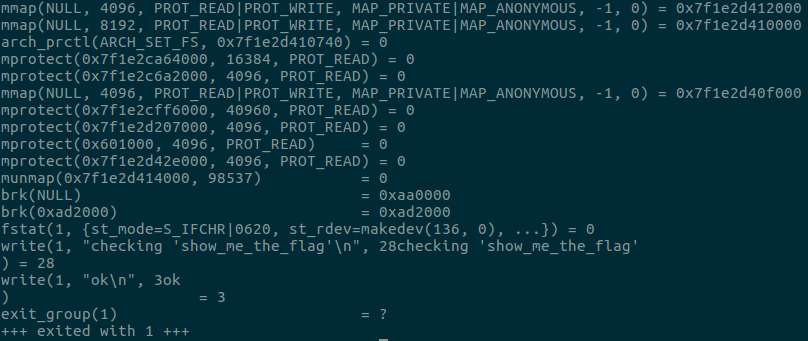 mmap(NULL, 4096, PROT_READ|PROT_WRITE, MAP_PRIVATE|MAP_ANONYMOUS, -1, 0) = 0x7f1e2d412000
mmap(NULL, 8192, PROT_READ|PROT_WRITE, MAP_PRIVATE|MAP_ANONYMOUS, -1, 0) = 0x7f1e2d410000
arch_prctl(ARCH_SET_FS, 0x7f1e2d410740) = 0
mprotect(0x7f1e2ca64000, 16384, PROT_READ) = 0
mprotect(0x7f1e2c6a2000, 4096, PROT_READ) = 0
mmap(NULL, 4096, PROT_READ|PROT_WRITE, MAP_PRIVATE|MAP_ANONYMOUS, -1, 0) = 0x7f1e2d40f000
mprotect(0x7f1e2cff6000, 40960, PROT_READ) = 0
mprotect(0x7f1e2d207000, 4096, PROT_READ) = 0
mprotect(0x601000, 4096, PROT_READ)     = 0
mprotect(0x7f1e2d42e000, 4096, PROT_READ) = 0
munmap(0x7f1e2d414000, 98537)           = 0
brk(NULL)                               = 0xaa0000
brk(0xad2000)                           = 0xad2000
fstat(1, {st_mode=S_IFCHR|0620, st_rdev=makedev(136, 0), ...}) = 0
write(1, "checking 'show_me_the_flag'\n", 28checking 'show_me_the_flag'
) = 28
write(1, "ok\n", 3ok
)                     = 3
exit_group(1)                           = ?
+++ exited with 1 +++